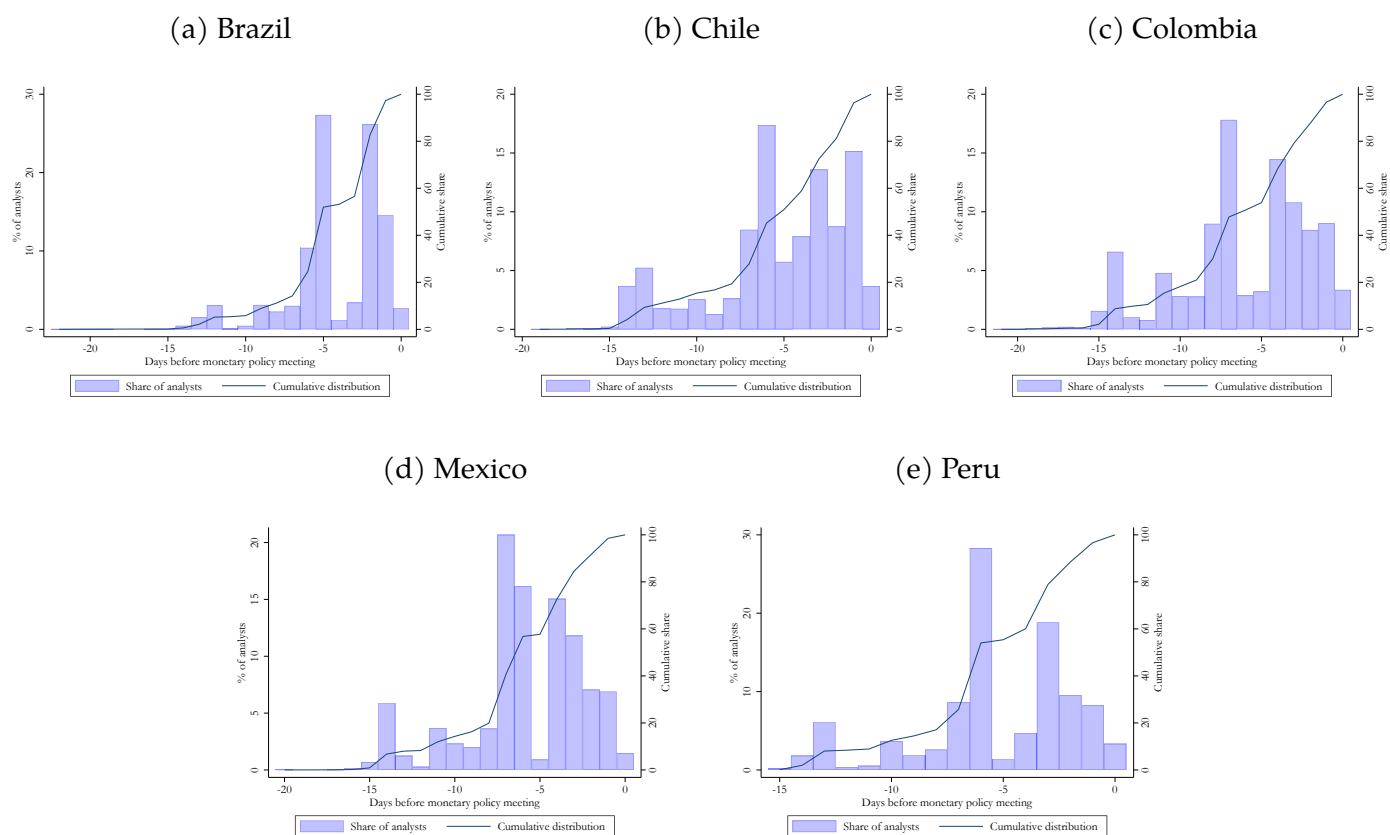 (a) Brazil
% of analysts
0 10 20 30
Cumulative share
0 20 40 60 80 100
-20 -15 -10 -5 0
Days before monetary policy meeting
Share of analysts Cumulative distribution
(b) Chile
% of analysts
0 5 10 15 20
Cumulative share
0 20 40 60 80 100
-20 -15 -10 -5 0
Days before monetary policy meeting
Share of analysts Cumulative distribution
(c) Colombia
% of analysts
0 5 10 15 20
Cumulative share
0 20 40 60 80 100
-20 -15 -10 -5 0
Days before monetary policy meeting
Share of analysts Cumulative distribution
(d) Mexico
% of analysts
0 5 10 15 20
Cumulative share
0 20 40 60 80 100
-20 -15 -10 -5 0
Days before monetary policy meeting
Share of analysts Cumulative distribution
(e) Peru
% of analysts
0 10 20 30
Cumulative share
0 20 40 60 80 100
-15 -10 -5 0
Days before monetary policy meeting
Share of analysts Cumulative distribution